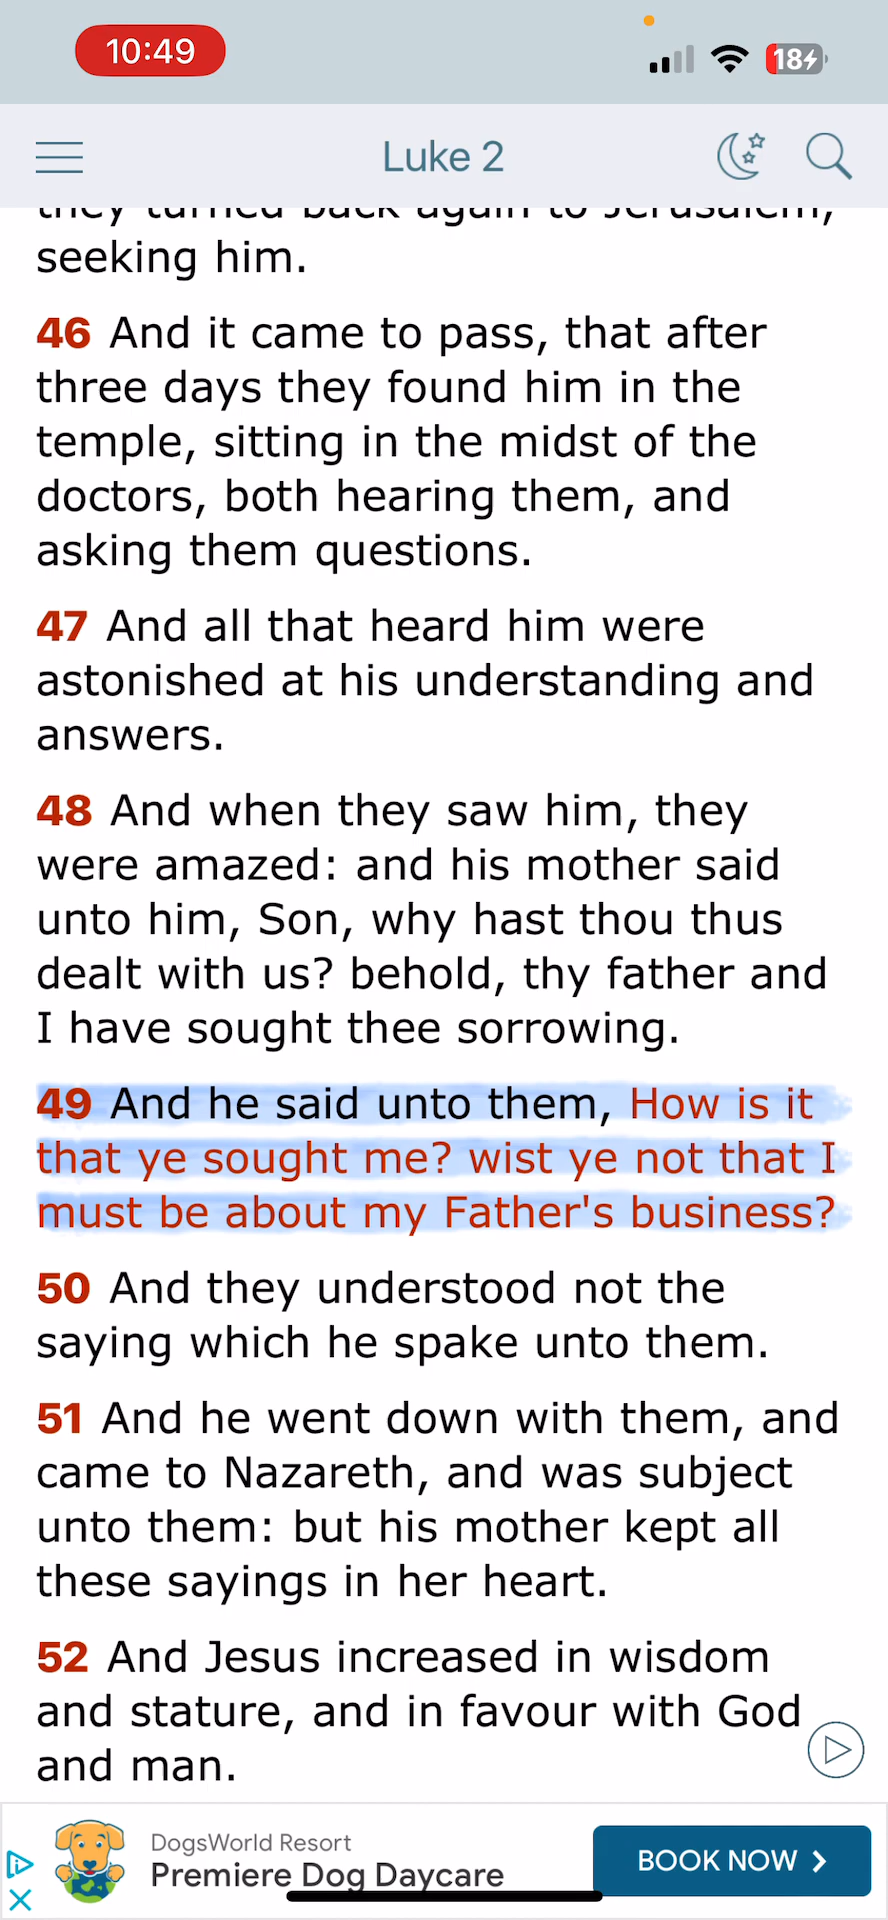 10:49
18
Luke 2
they turned back again to Jerusalem,
seeking him.
46 And it came to pass, that after
three days they found him in the
temple, sitting in the midst of the
doctors, both hearing them, and
asking them questions.
47 And all that heard him were
astonished at his understanding and
answers.
48 And when they saw him, they
were amazed: and his mother said
unto him, Son, why hast thou thus
dealt with us? behold, thy father and
I have sought thee sorrowing.
49 And he said unto them, How is it
that ye sought me? wist ye not that I
must be about my Father's business?
50 And they understood not the
saying which he spake unto them.
51 And he went down with them, and
came to Nazareth, and was subject
unto them: but his mother kept all
these sayings in her heart.
52 And Jesus increased in wisdom
and stature, and in favour with God
and man.
DogsWorld Resort
Premiere Dog Daycare
BOOK NOW